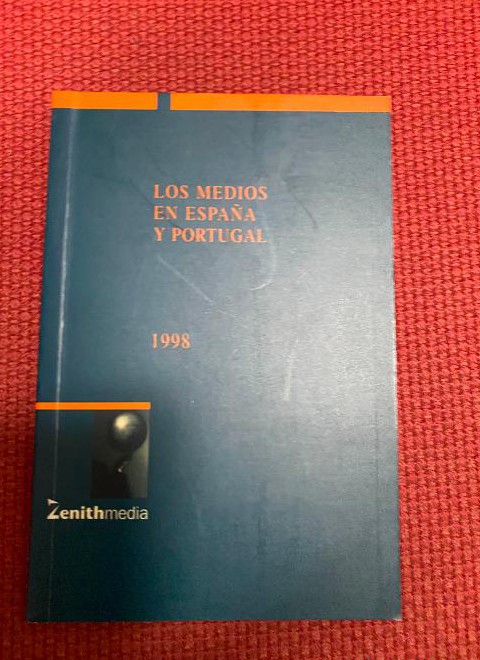 LOS MEDIOS
EN ESPAÑA
Y PORTUGAL
1998
Zenithmedia